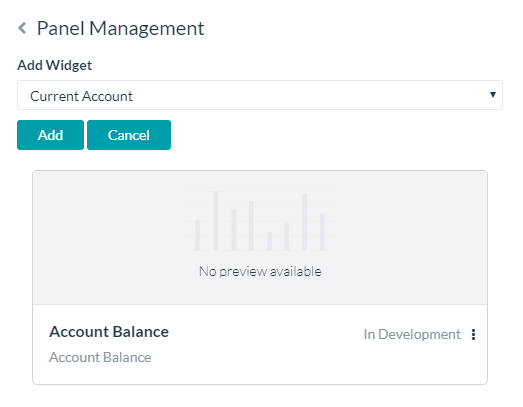 Panel Management
Add Widget
Current Account
Add Cancel
No preview available
Account Balance In Development
Account Balance